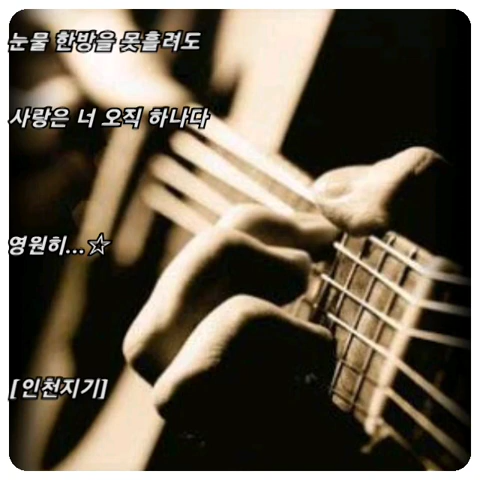 눈물 한방을 못흘려도
사랑은 너 오직 하나다
영원히...☆
[인천지기]